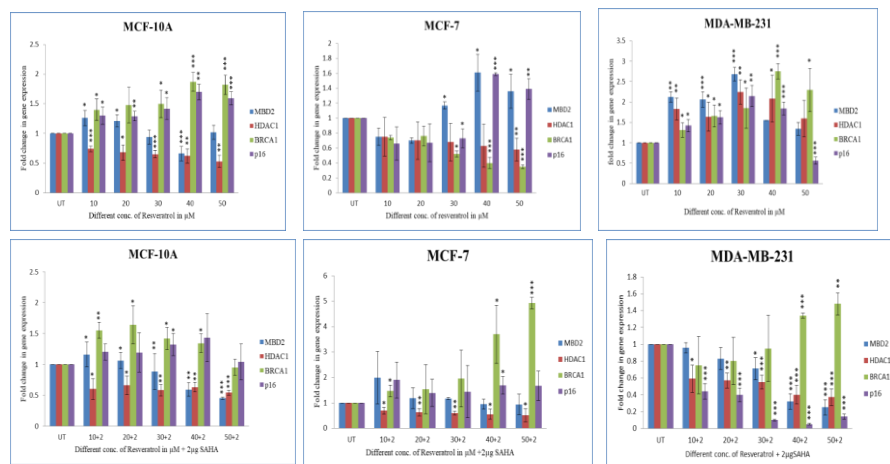 MCF-10A
Fold change in gene expression
2.5
2
1.5
1
0.5
0
UT
10
20
30
40
50
Different conc. of Resveratrol in µM
MBD2
HDAC1
BRCA1
p16
MCF-7
Fold change in gene expression
2
1.8
1.6
1.4
1.2
1
0.8
0.6
0.4
0.2
0
UT
10
20
30
40
50
Different conc. of resveratrol in µM
MBD2
HDAC1
BRCA1
p16
MDA-MB-231
fold change in gene expression
3.5
3
2.5
2
1.5
1
0.5
0
UT
10
20
30
40
50
Different conc. of Resveratrol in µM
MBD2
HDAC1
BRCA1
p16
MCF-10A
Fold change in gene expression
2.5
2
1.5
1
0.5
0
UT
10+2
20+2
30+2
40+2
50+2
Different conc. of Resveratrol in µM + 2µg SAHA
MBD2
HDAC1
BRCA1
p16
MCF-7
Fold change in gene expression
6
5
4
3
2
1
0
UT
10+2
20+2
30+2
40+2
50+2
Different conc. of Resveratrol in µM +2µg SAHA
MBD2
HDAC1
BRCA1
p16
MDA-MB-231
Fold change in gene expression
1.8
1.6
1.4
1.2
1
0.8
0.6
0.4
0.2
0
UT
10+2
20+2
30+2
40+2
50+2
Different conc. of Resveratrol + 2µgSAHA
MBD2
HDAC1
BRCA1
p16